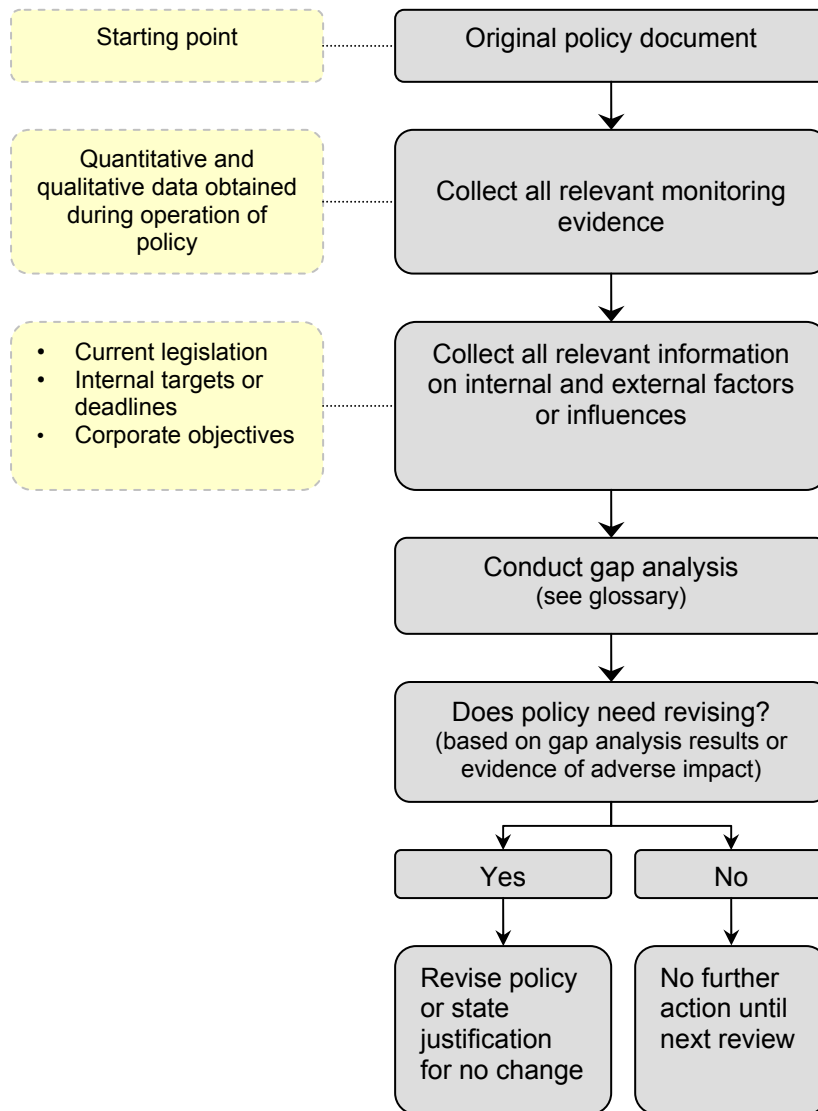 Starting point
Original policy document
Quantitative and
qualitative data obtained
during operation of
policy
Collect all relevant monitoring
evidence
• Current legislation
• Internal targets or
deadlines
• Corporate objectives
Collect all relevant information
on internal and external factors
or influences
Conduct gap analysis
(see glossary)
Does policy need revising?
(based on gap analysis results or
evidence of adverse impact)
Yes
No
Revise policy
or state
justification
for no change
No further
action until
next review